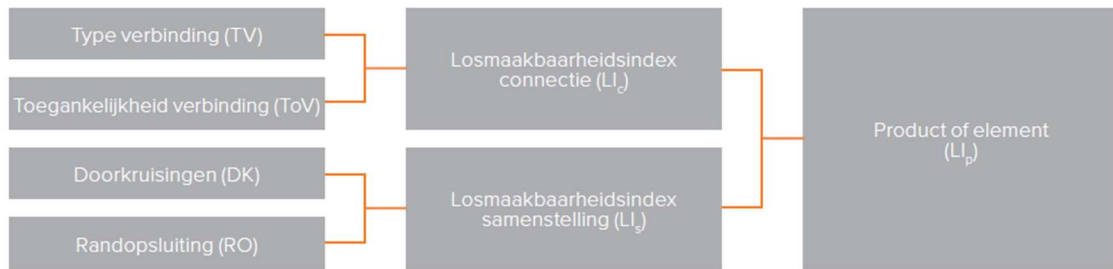 Type verbinding (TV)
Toegankelijkheid verbinding (ToV)
Doorkruisingen (DK)
Randopsluiting (RO)
Losmaakbaarheidsindex
connectie (LIc)
Losmaakbaarheidsindex
samenstelling (LIs)
Product of element
(LIp)